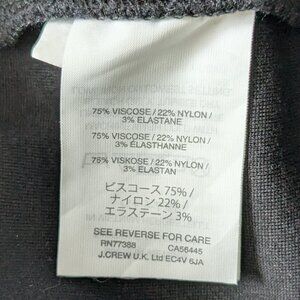 75% VISCOSE / 22% NYLON /
3% ELASTANE
75% VISCOSE / 22% NYLON /
3% ELASTHANNE
75% VISKOSE / 22% NYLON /
3% ELASTAN
ビスコース 75% /
ナイロン 22% /
エラステーン 3%
SEE REVERSE FOR CARE
RN77388 CA56445
J.CREW U.K. Ltd EC4V 6JA